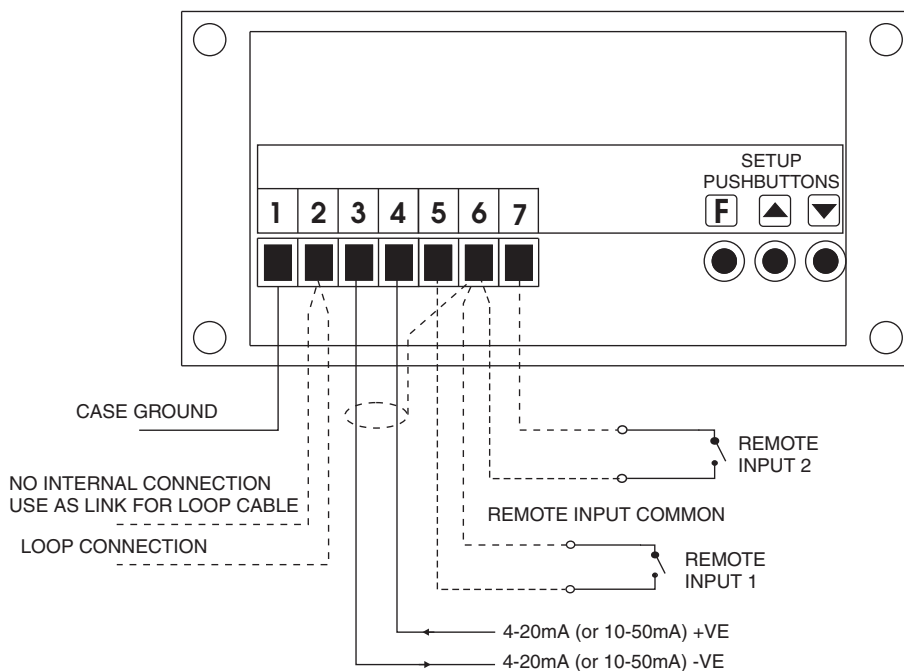 SETUP
PUSHBUTTONS
1 2 3 4 5 6 7 F
CASE GROUND
REMOTE
INPUT 2
NO INTERNAL CONNECTION
USE AS LINK FOR LOOP CABLE
REMOTE INPUT COMMON
LOOP CONNECTION
REMOTE
INPUT 1
4-20mA (or 10-50mA) +VE
4-20mA (or 10-50mA) -VE